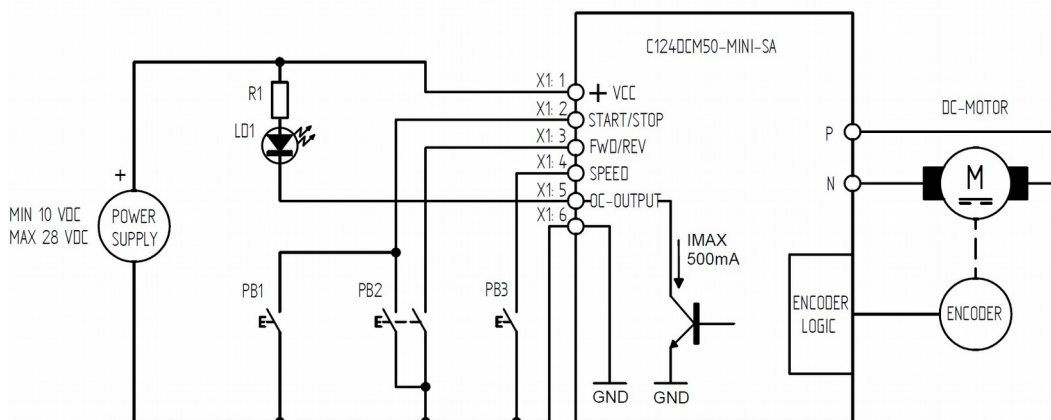 C124DCM50-MINI-SA
X1: 1
+ VCC
R1
X1: 2
START/STOP
DC-MOTOR
LD1
X1: 3
FWD/REV
P
X1: 4
SPEED
+
N
M
X1: 5
OC-OUTPUT
MIN 10 VDC
MAX 28 VDC
POWER
SUPPLY
X1: 6
IMAX
500mA
PB1
PB2
PB3
ENCODER
LOGIC
ENCODER
GND
GND